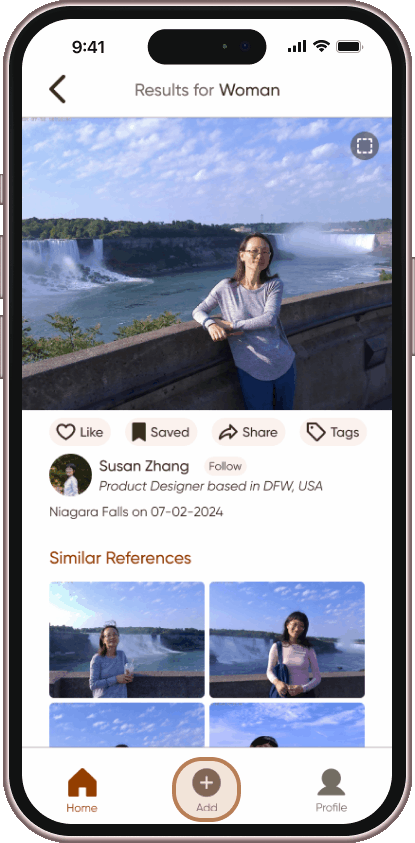 9:41
Results for Woman
Like Saved Share Tags
Susan Zhang Follow
Product Designer based in DFW, USA
Niagara Falls on 07-02-2024
Similar References
Home Add Profile